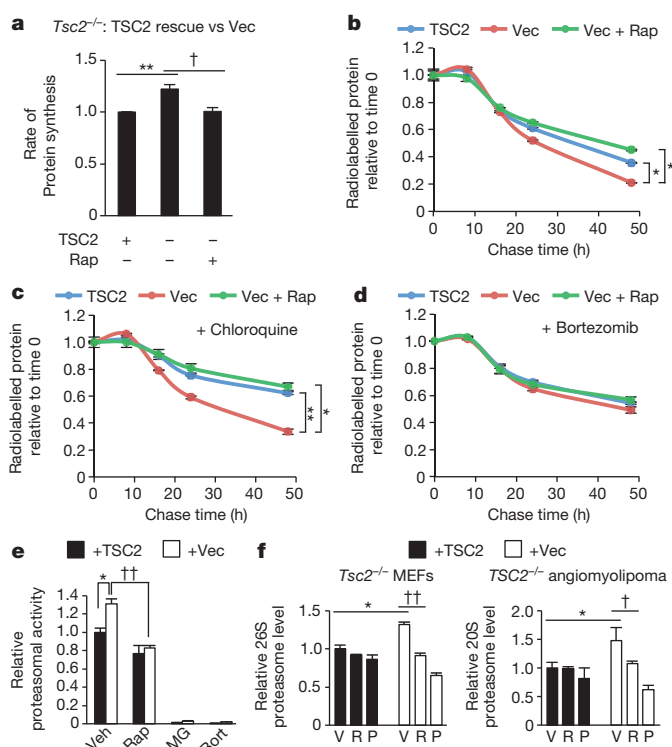 a
Tsc2–/–: TSC2 rescue vs Vec
**
†
Rate of
Protein synthesis
1.5
1.0
0.5
0
TSC2 + – –
Rap – – +
b
TSC2 Vec Vec + Rap
Radiolabelled protein
relative to time 0
1.2
1.0
0.8
0.6
0.4
0.2
0
*
*
0 10 20 30 40 50
Chase time (h)
c
TSC2 Vec Vec + Rap
+ Chloroquine
Radiolabelled protein
relative to time 0
1.2
1.0
0.8
0.6
0.4
0.2
0
**
*
0 10 20 30 40 50
Chase time (h)
d
TSC2 Vec Vec + Rap
+ Bortezomib
Radiolabelled protein
relative to time 0
1.2
1.0
0.8
0.6
0.4
0.2
0
0 10 20 30 40 50
Chase time (h)
e
+TSC2 +Vec
*
††
Relative
proteasomal activity
1.4
1.2
1.0
0.8
0.6
0.4
0.2
0
Veh Rap MG Bort
f
+TSC2 +Vec
Tsc2–/– MEFs
*
††
Relative 26S
proteasome level
1.5
1.0
0.5
0
V R P V R P
TSC2–/– angiomyolipoma
*
†
Relative 20S
proteasome level
2.0
1.5
1.0
0.5
0
V R P V R P